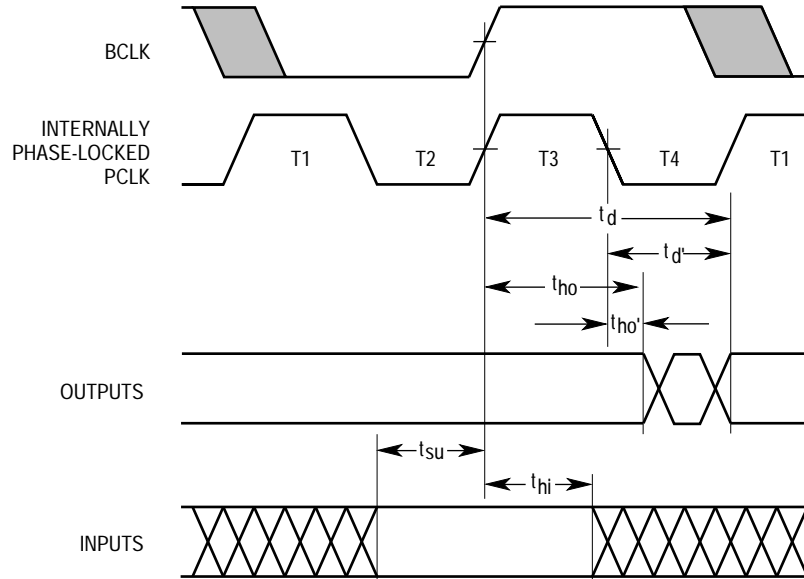 BCLK
INTERNALLY
PHASE-LOCKED
PCLK
T1 T2 T3 T4 T1
td
td'
tho
tho'
OUTPUTS
tsu
thi
INPUTS